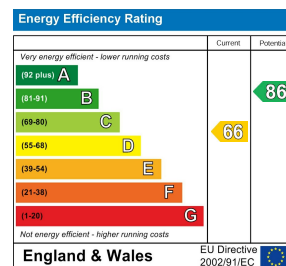 Energy Efficiency Rating
Current Potentia
Very energy efficient - lower running costs
(92 plus) A
(81-91) B
(69-80) C
(55-68) D
(39-54) E
(21-38) F
(1-20) G
66
86
Not energy efficient - higher running costs
England & Wales
EU Directive
2002/91/EC